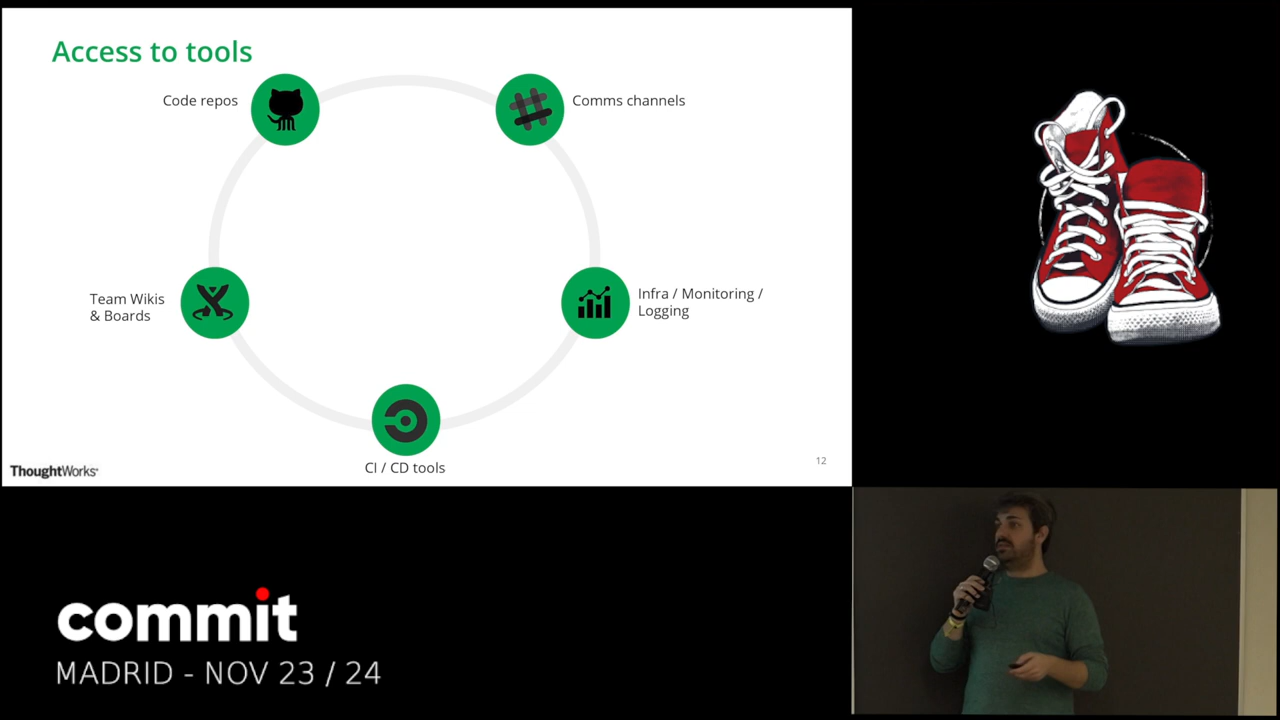 Access to tools
Code repos
Comms channels
Team Wikis
& Boards
Infra / Monitoring /
Logging
CI / CD tools
ThoughtWorks®
12
commit
MADRID - NOV 23 / 24